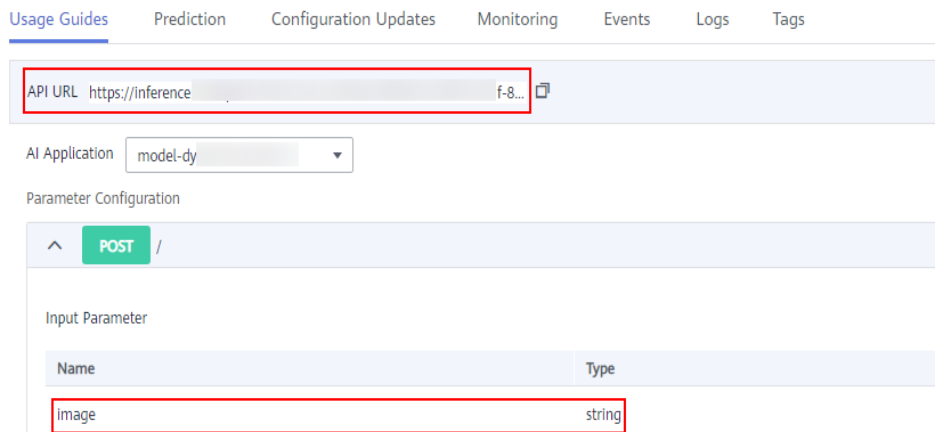 Usage Guides Prediction Configuration Updates Monitoring Events Logs Tags
API URL https://inference f-8...
AI Application model-dy
Parameter Configuration
POST /
Input Parameter
Name Type
image string